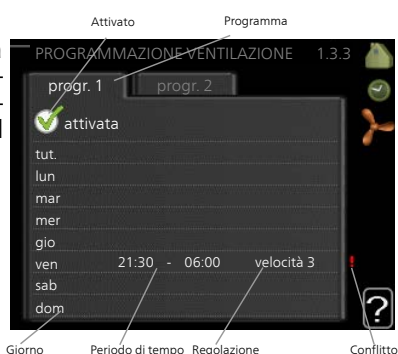 Attivato Programma
PROGRAMMAZIONE VENTILAZIONE 1.3.3
progr. 1 progr. 2
attivata
tut.
lun
mar
mer
gio
ven 21:30 - 06:00 velocità 3 !
sab
dom
?
Giorno Periodo di tempo Regolazione Conflitto